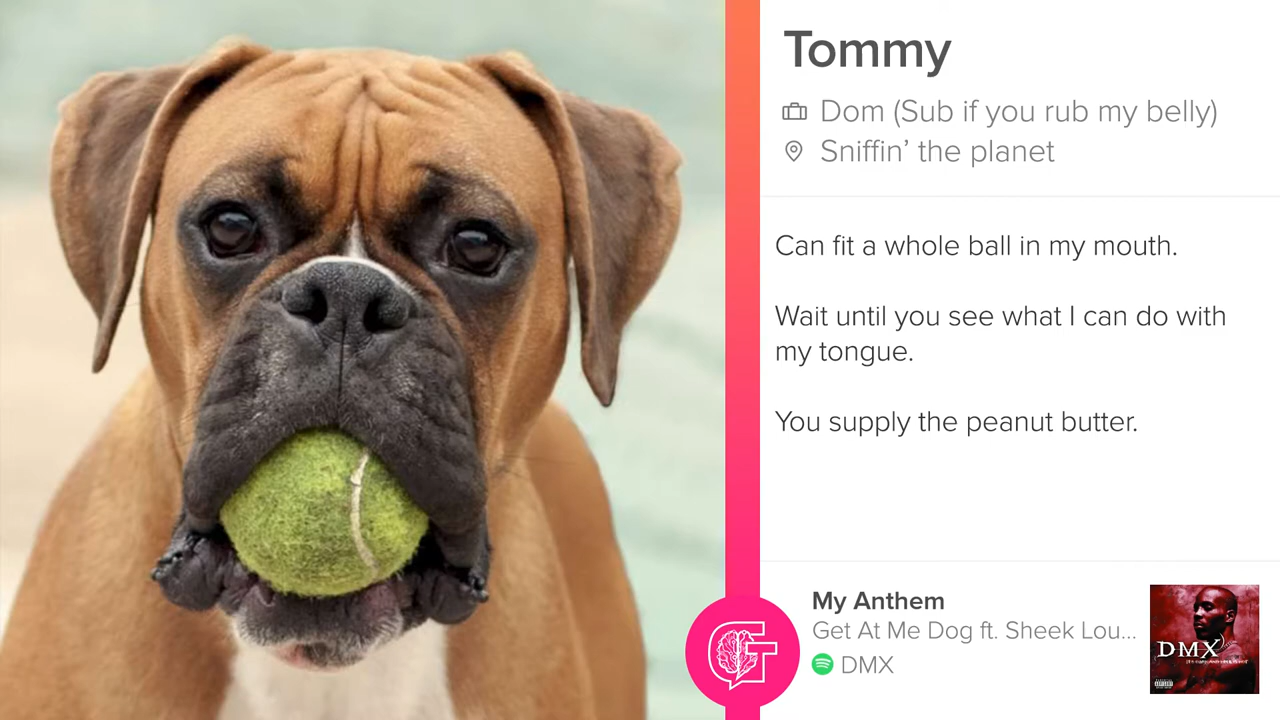 Tommy
Dom (Sub if you rub my belly)
Sniffin’ the planet
Can fit a whole ball in my mouth.
Wait until you see what I can do with
my tongue.
You supply the peanut butter.
My Anthem
Get At Me Dog ft. Sheek Lou...
DMX
DMX
G